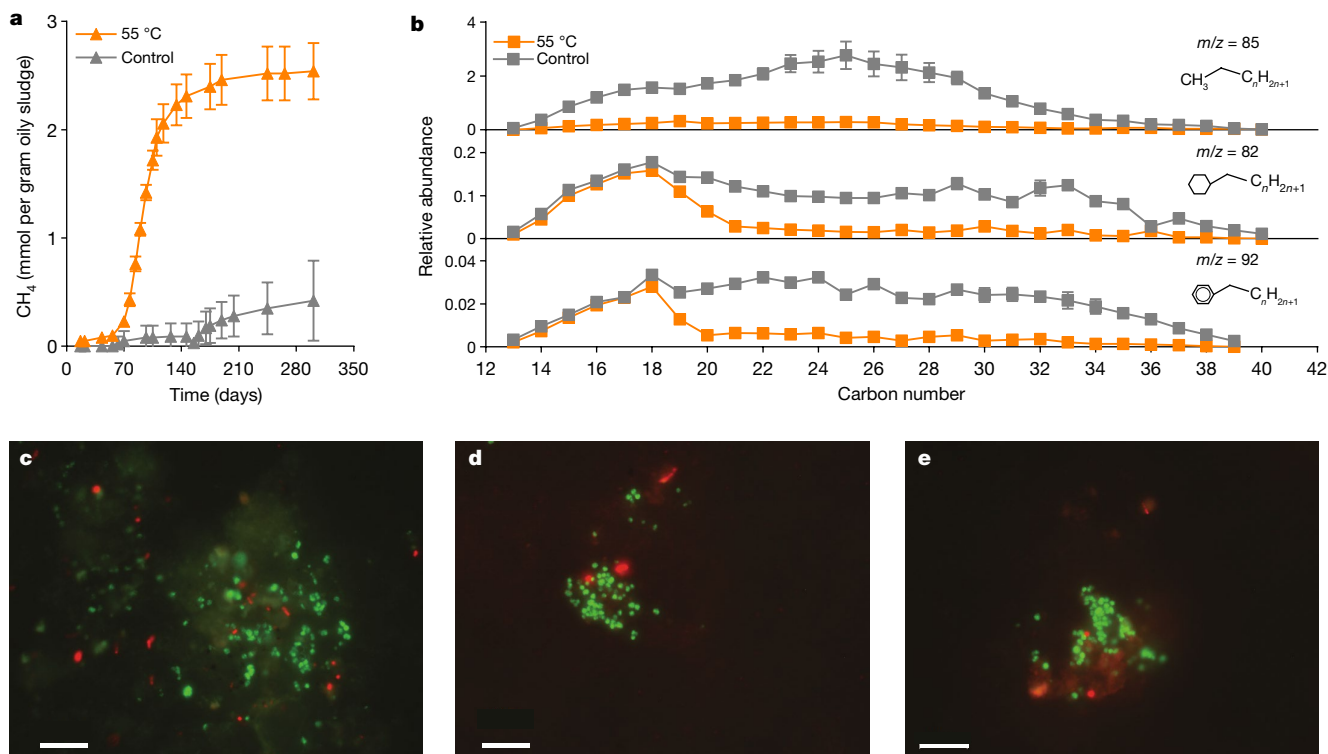 a
3
2
1
0
CH4 (mmol per gram oily sludge)
55 °C
Control
0 70 140 210 280 350
Time (days)
b
4
2
0
0.2
0.1
0
0.04
0.02
0
Relative abundance
55 °C
Control
m/z = 85
CH3 CnH2n+1
m/z = 82
CnH2n+1
m/z = 92
CnH2n+1
12 14 16 18 20 22 24 26 28 30 32 34 36 38 40 42
Carbon number
c
d
e